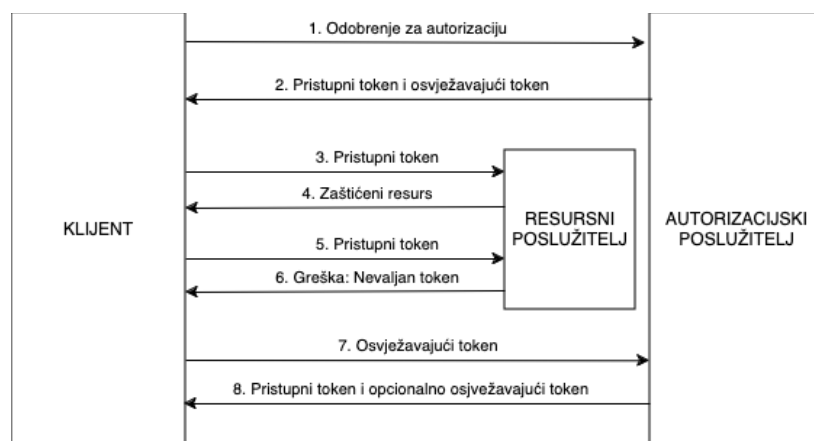 1. Odobrenje za autorizaciju
2. Pristupni token i osvježavajući token
3. Pristupni token
4. Zaštićeni resurs
KLIJENT
RESURSNI
POSLUŽITELJ
AUTORIZACIJSKI
POSLUŽITELJ
5. Pristupni token
6. Greška: Nevaljan token
7. Osvježavajući token
8. Pristupni token i opcionalno osjvežavajući token